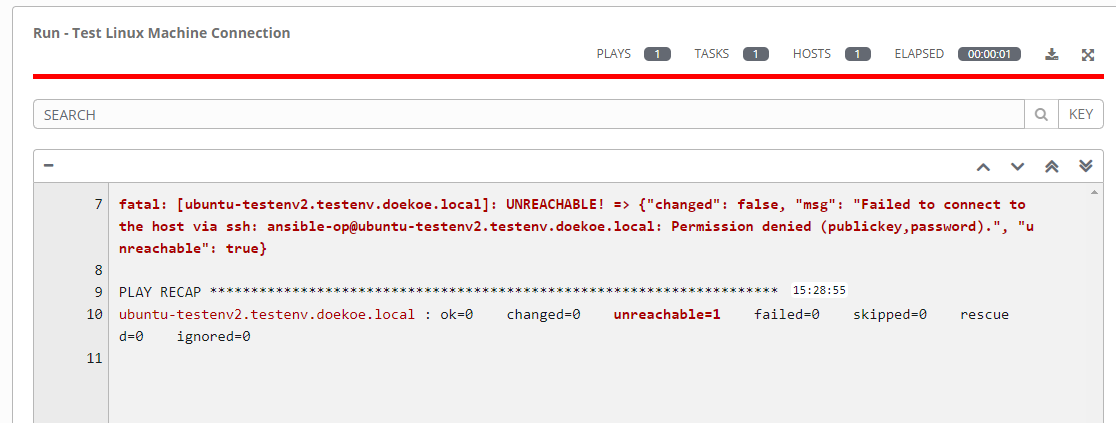 Run - Test Linux Machine Connection
PLAYS 1 TASKS 1 HOSTS 1 ELAPSED 00:00:01
SEARCH KEY
7 fatal: [ubuntu-testenv2.testenv.doekoe.local]: UNREACHABLE! => {"changed": false, "msg": "Failed to connect to
the host via ssh: ansible-op@ubuntu-testenv2.testenv.doekoe.local: Permission denied (publickey,password).", "u
nreachable": true}
8
9 PLAY RECAP ********************************************************************* 15:28:55
10 ubuntu-testenv2.testenv.doekoe.local : ok=0 changed=0 unreachable=1 failed=0 skipped=0 rescue
d=0 ignored=0
11